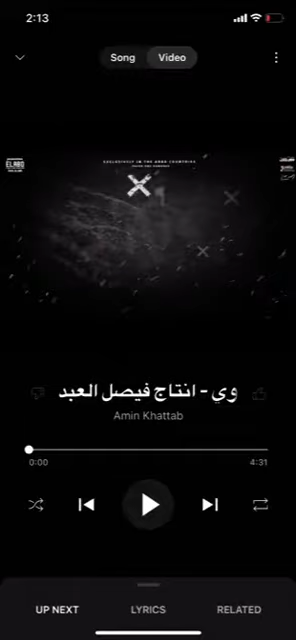 2:13
Song Video
ELABD
EXCLUSIVELY IN THE ARAB COUNTRIES
وي - انتاج فيصل العبد
Amin Khattab
0:00 4:31
UP NEXT LYRICS RELATED